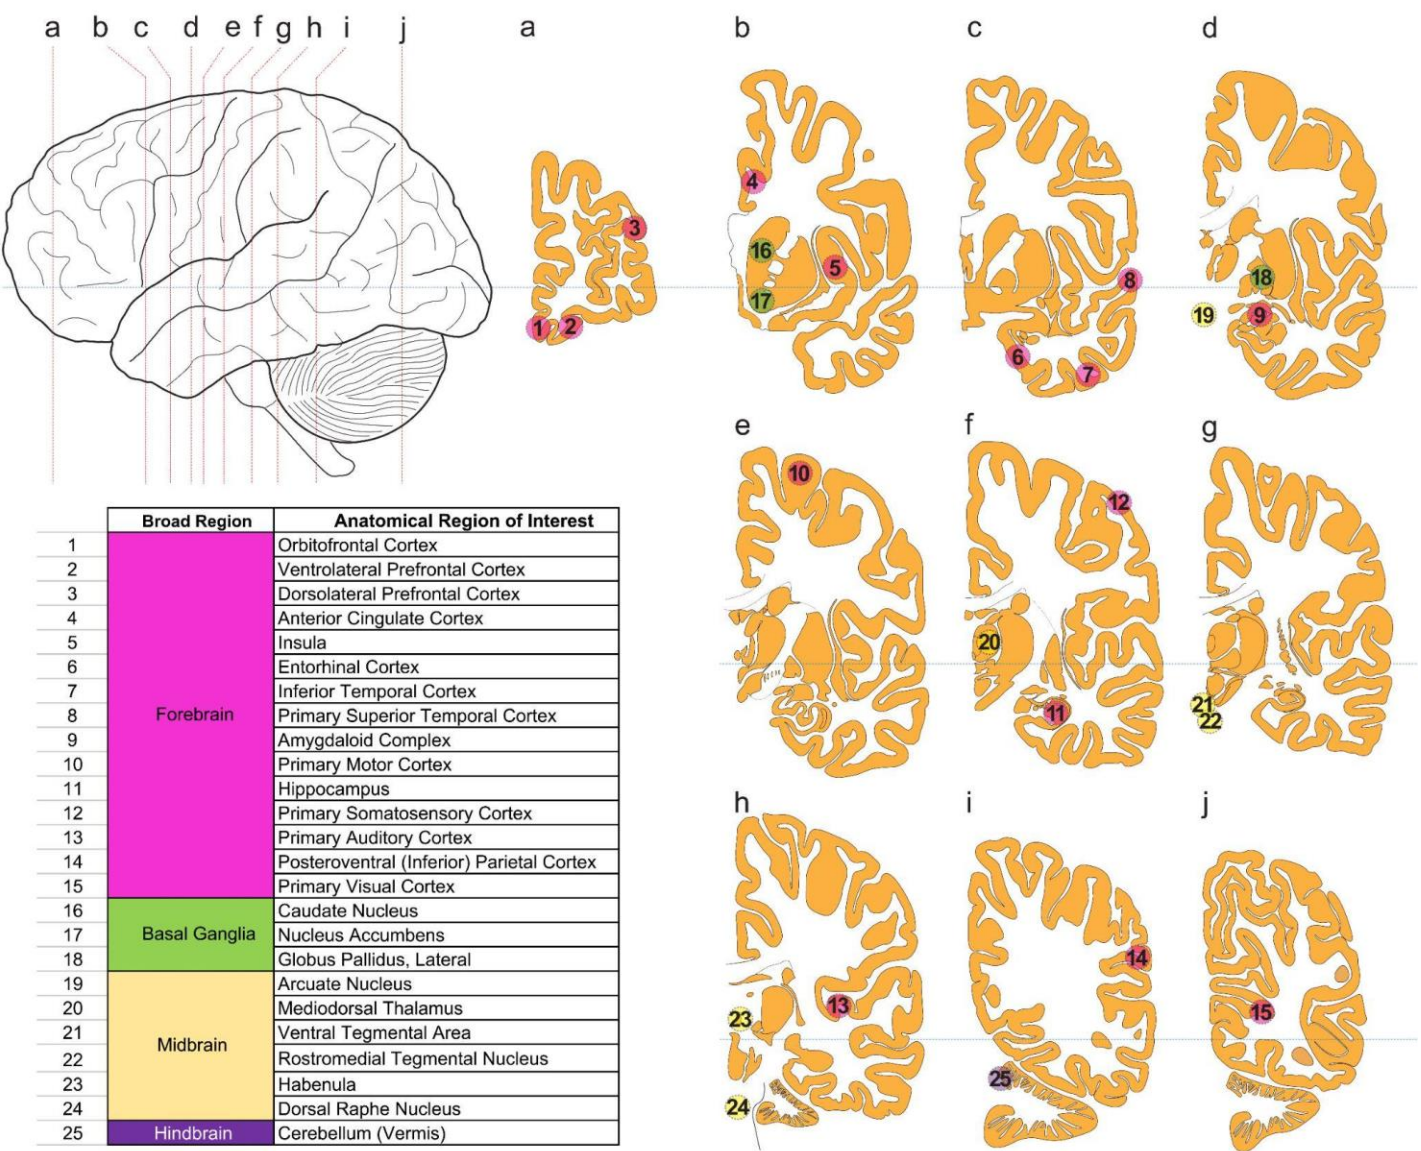 a b c d e f g h i j
a
b
c
d
3
4
16
5
17
1 2
8
6
7
18
19 9
e
f
g
10
12
20
11
21
22
Broad Region Anatomical Region of Interest
1 Orbitofrontal Cortex
2 Ventrolateral Prefrontal Cortex
3 Dorsolateral Prefrontal Cortex
4 Anterior Cingulate Cortex
5 Insula
6 Entorhinal Cortex
7 Inferior Temporal Cortex
8 Forebrain Primary Superior Temporal Cortex
9 Amygdaloid Complex
10 Primary Motor Cortex
11 Hippocampus
12 Primary Somatosensory Cortex
13 Primary Auditory Cortex
14 Posteroventral (Inferior) Parietal Cortex
15 Primary Visual Cortex
16 Caudate Nucleus
17 Basal Ganglia Nucleus Accumbens
18 Globus Pallidus, Lateral
19 Arcuate Nucleus
20 Mediodorsal Thalamus
21 Ventral Tegmental Area
22 Midbrain Rostromedial Tegmental Nucleus
23 Habenula
24 Dorsal Raphe Nucleus
25 Hindbrain Cerebellum (Vermis)
h
i
j
13
23
24
14
25
15